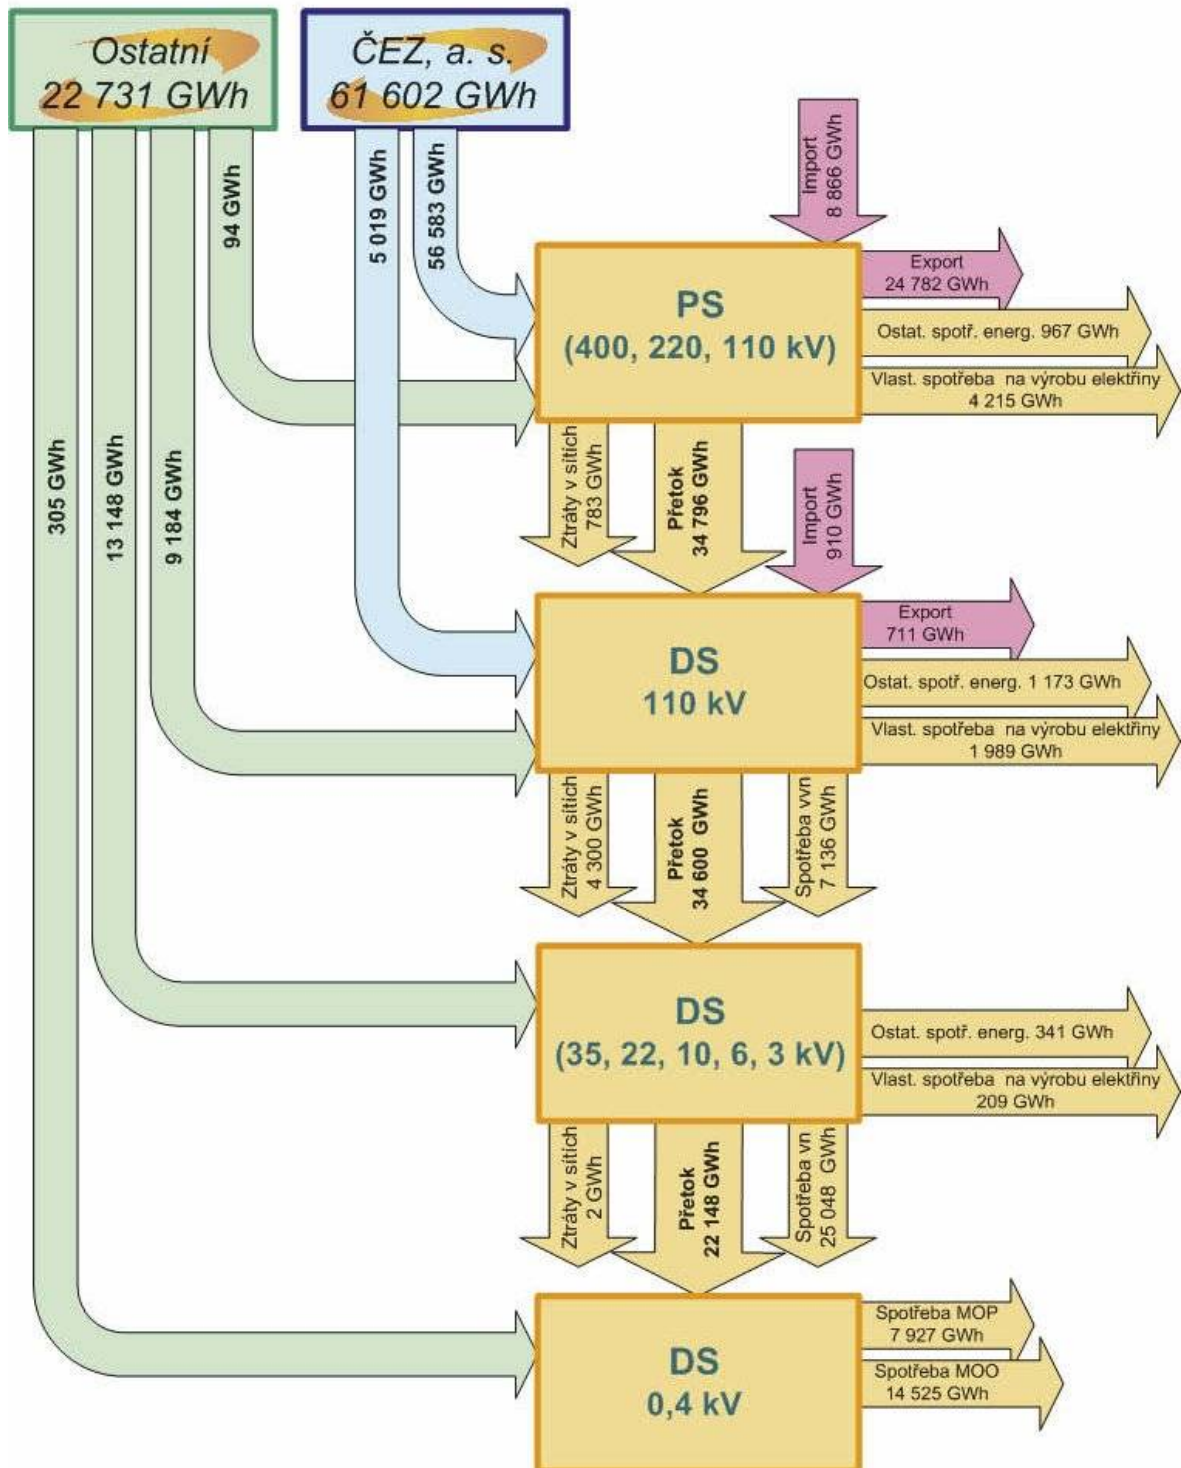 Ostatní
22 731 GWh
ČEZ, a. s.
61 602 GWh
305 GWh
13 148 GWh
9 184 GWh
94 GWh
5 019 GWh
56 583 GWh
Import
8 866 GWh
PS
(400, 220, 110 kV)
Export
24 782 GWh
Ostat. spotř. energ. 967 GWh
Vlast. spotřeba na výrobu elektřiny
4 215 GWh
Ztráty v sítích
783 GWh
Přetok
34 796 GWh
Import
910 GWh
DS
110 kV
Export
711 GWh
Ostat. spotř. energ. 1 173 GWh
Vlast. spotřeba na výrobu elektřiny
1 989 GWh
Ztráty v sítích
4 300 GWh
Přetok
34 600 GWh
Spotřeba vvn
7 136 GWh
DS
(35, 22, 10, 6, 3 kV)
Ostat. spotř. energ. 341 GWh
Vlast. spotřeba na výrobu elektřiny
209 GWh
Ztráty v sítích
2 GWh
Přetok
22 148 GWh
Spotřeba vn
25 048 GWh
DS
0,4 kV
Spotřeba MOP
7 927 GWh
Spotřeba MOO
14 525 GWh